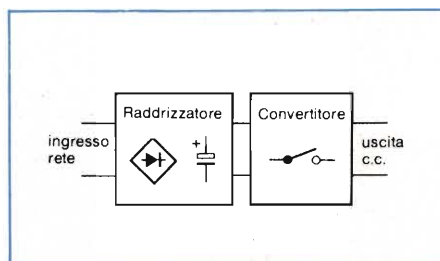 Raddrizzatore
Convertitore
ingresso
rete
+
uscita
c.c.